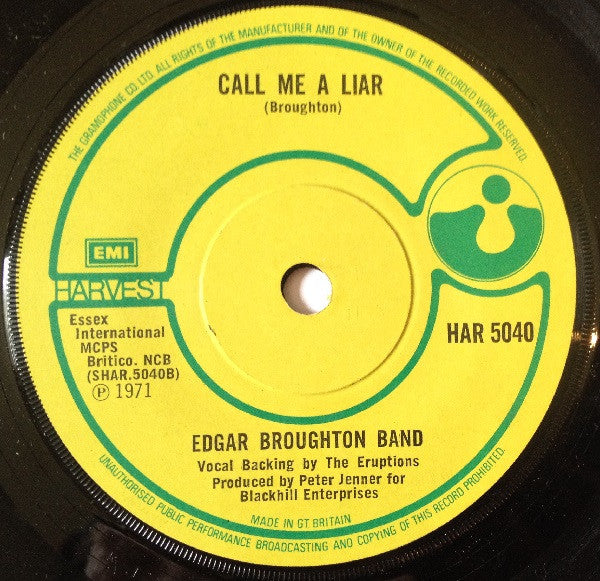 THE GRAMOPHONE CO. LTD. ALL RIGHTS OF THE MANUFACTURER AND OF THE OWNER OF THE RECORDED WORK RESERVED.
CALL ME A LIAR
(Broughton)
EMI
HARVEST
Essex
International
MCPS
Britico. NCB
(SHAR.5040B)
Ⓟ 1971
HAR 5040
EDGAR BROUGHTON BAND
Vocal Backing by The Eruptions
Produced by Peter Jenner for
Blackhill Enterprises
MADE IN GT BRITAIN
UNAUTHORISED PUBLIC PERFORMANCE BROADCASTING AND COPYING OF THIS RECORD PROHIBITED.